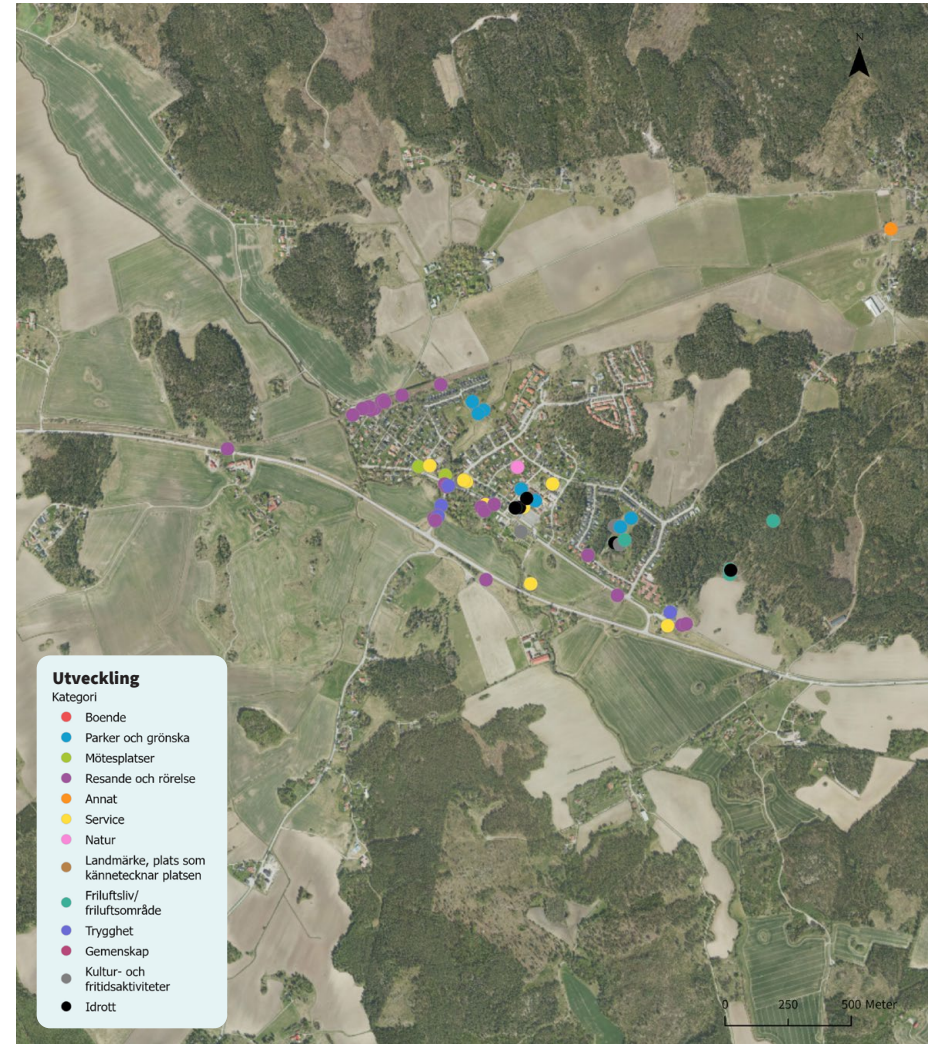 N
Utveckling
Kategori
Boende
Parker och grönska
Mötesplatser
Resande och rörelse
Annat
Service
Natur
Landmärke, plats som
kännetecknar platsen
Friluftsliv/
friluftsområde
Trygghet
Gemenskap
Kultur- och
fritidsaktiviteter
Idrott
0 250 500 Meter